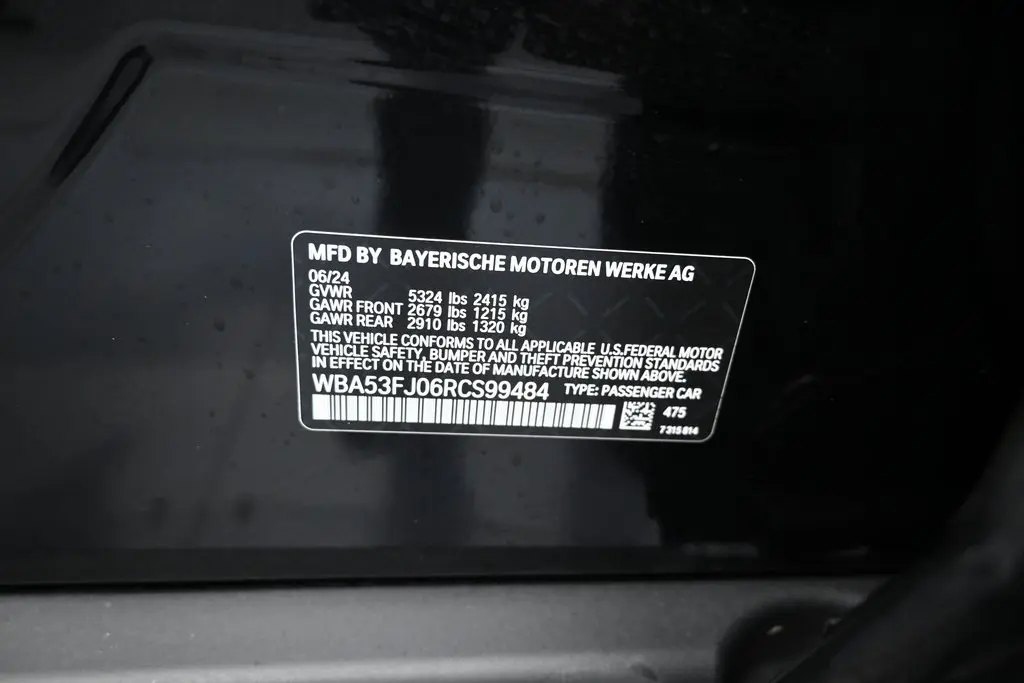 MFD BY BAYERISCHE MOTOREN WERKE AG
06/24
GVWR 5324 lbs 2415 kg
GAWR FRONT 2679 lbs 1215 kg
GAWR REAR 2910 lbs 1320 kg
THIS VEHICLE CONFORMS TO ALL APPLICABLE U.S.FEDERAL MOTOR
VEHICLE SAFETY, BUMPER AND THEFT PREVENTION STANDARDS
IN EFFECT ON THE DATE OF MANUFACTURE SHOWN ABOVE.
WBA53FJ06RCS99484 TYPE: PASSENGER CAR
475
7315814